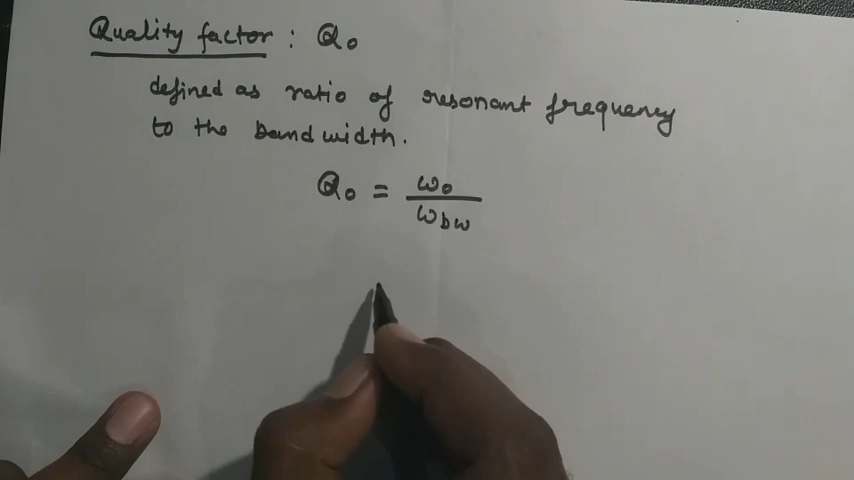 Quality factor : Q₀
defined as ratio of resonant frequency
to the bandwidth.
Q₀ = ω₀ / ω_bw